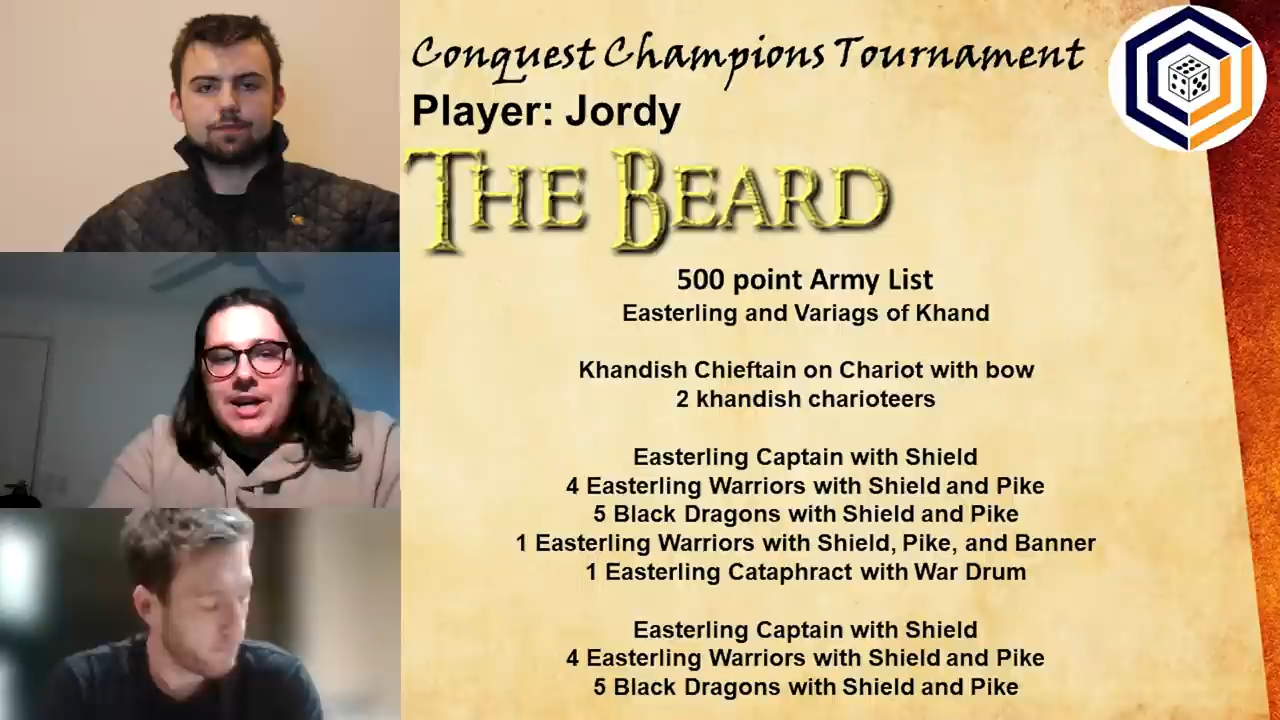 Conquest Champions Tournament
Player: Jordy
THE BEARD
500 point Army List
Easterling and Variags of Khand
Khandish Chieftain on Chariot with bow
2 khandish charioteers
Easterling Captain with Shield
4 Easterling Warriors with Shield and Pike
5 Black Dragons with Shield and Pike
1 Easterling Warriors with Shield, Pike, and Banner
1 Easterling Cataphract with War Drum
Easterling Captain with Shield
4 Easterling Warriors with Shield and Pike
5 Black Dragons with Shield and Pike